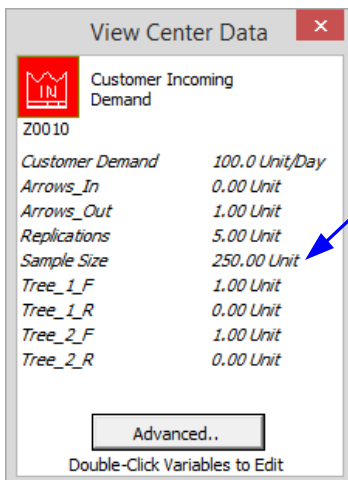 View Center Data
×
IN
Customer Incoming
Demand
Z0010
Customer Demand 100.0 Unit/Day
Arrows_In 0.00 Unit
Arrows_Out 1.00 Unit
Replications 5.00 Unit
Sample Size 250.00 Unit
Tree_1_F 1.00 Unit
Tree_1_R 0.00 Unit
Tree_2_F 1.00 Unit
Tree_2_R 0.00 Unit
Advanced..
Double-Click Variables to Edit